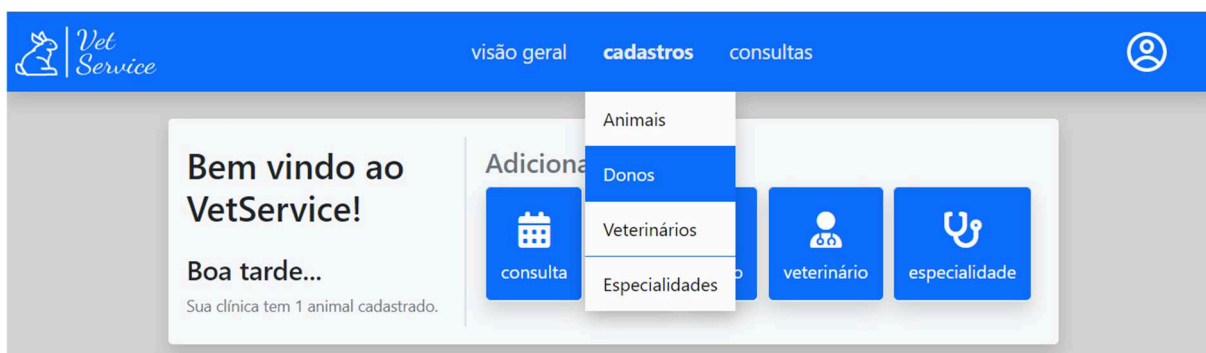 Vet
Service
visão geral
cadastros
consultas
Animais
Donos
Veterinários
Especialidades
Bem vindo ao
VetService!
Boa tarde...
Sua clínica tem 1 animal cadastrado.
consulta
veterinário
especialidade